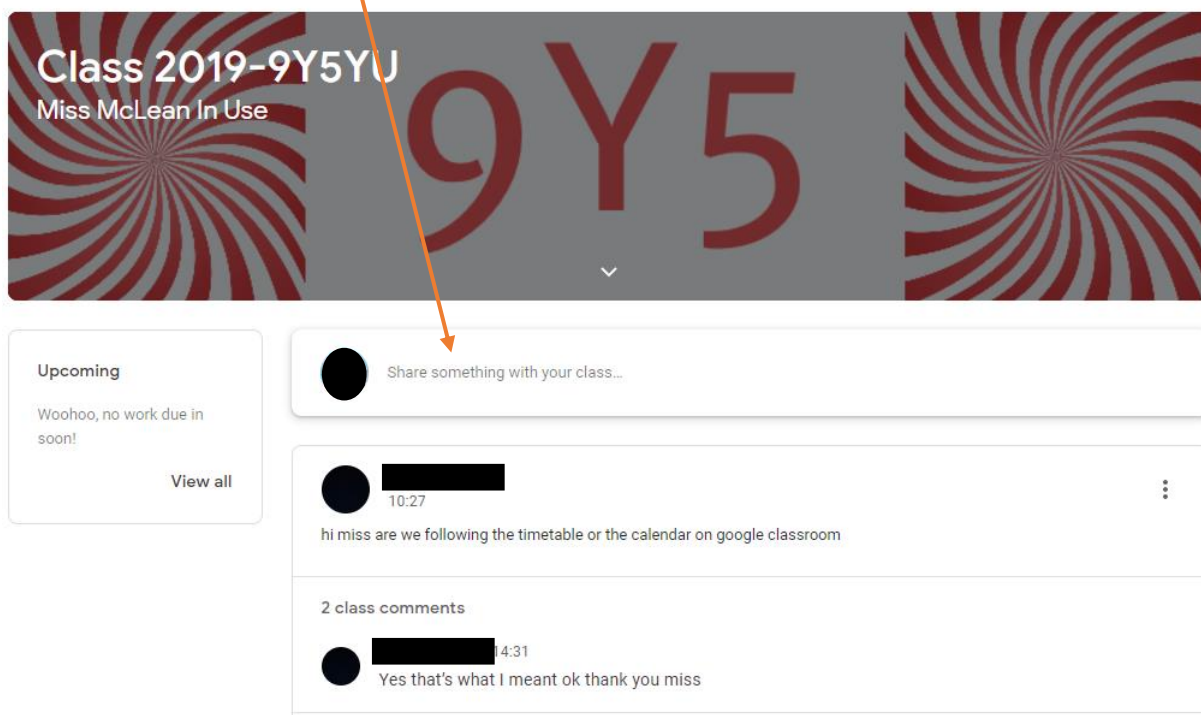 Class 2019-9Y5YU
Miss McLean In Use
9Y5
Upcoming
Woohoo, no work due in
soon!
View all
Share something with your class...
10:27
hi miss are we following the timetable or the calendar on google classroom
2 class comments
14:31
Yes that's what I meant ok thank you miss